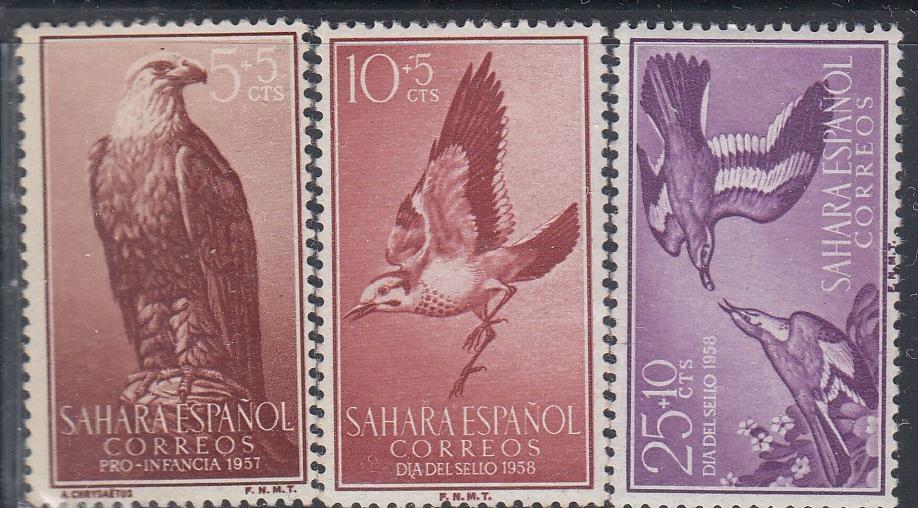 5+5
CTS
SAHARA ESPAÑOL
CORREOS
PRO-INFANCIA 1957
A. CHRYSAETUS
F. N. M. T.
10+5
CTS
SAHARA ESPAÑOL
CORREOS
DIA DEL SELLO 1958
F. N. M. T.
25+10
CTS
DIA DEL SELLO 1958
SAHARA ESPAÑOL
CORREOS
F. N. M. T.